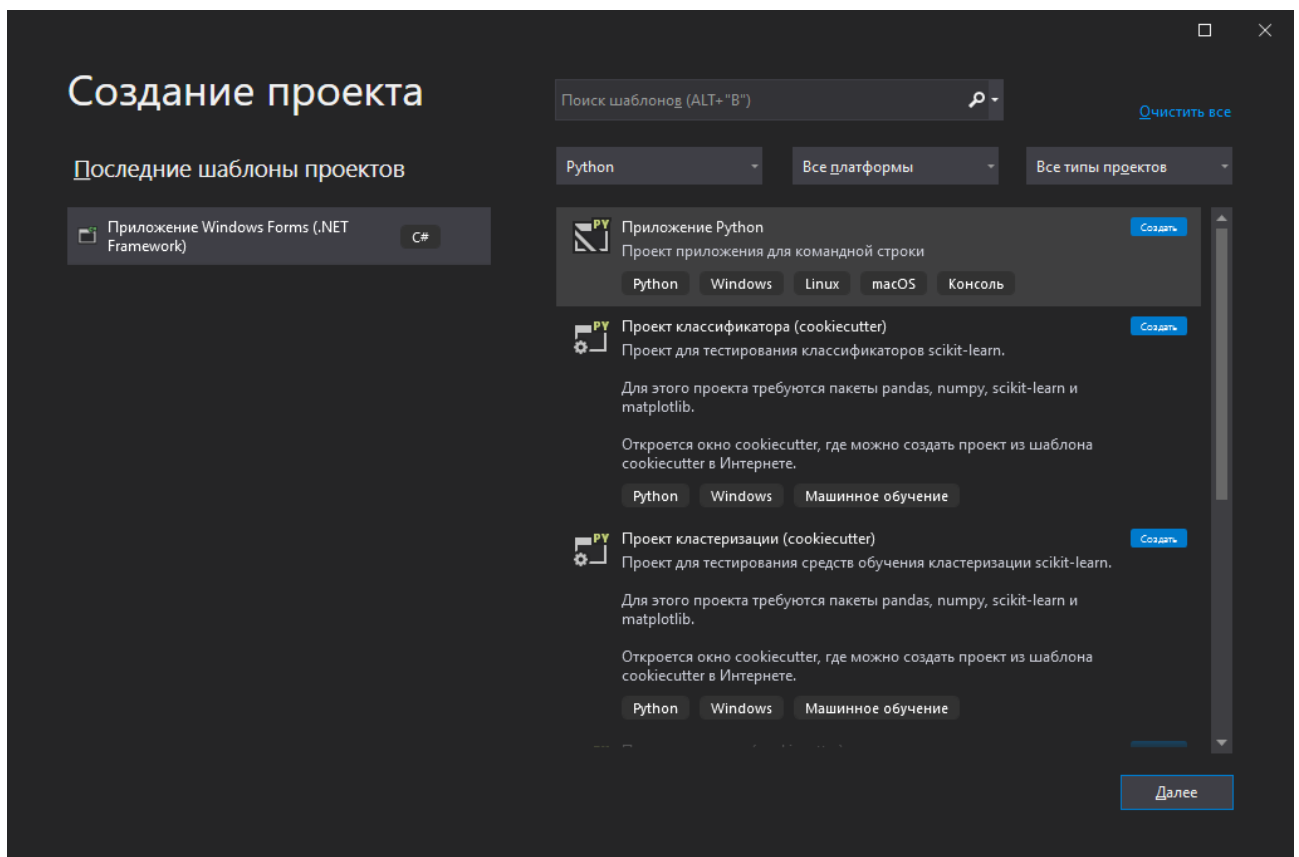 Создание проекта
Поиск шаблонов (ALT+"В")
Очистить все
Последние шаблоны проектов
Python
Все платформы
Все типы проектов
Приложение Windows Forms (.NET
Framework)
C#
PY
Приложение Python
Создать
Проект приложения для командной строки
Python Windows Linux macOS Консоль
PY
Проект классификатора (cookiecutter)
Создать
Проект для тестирования классификаторов scikit-learn.
Для этого проекта требуются пакеты pandas, numpy, scikit-learn и
matplotlib.
Откроется окно cookiecutter, где можно создать проект из шаблона
cookiecutter в Интернете.
Python Windows Машинное обучение
PY
Проект кластеризации (cookiecutter)
Создать
Проект для тестирования средств обучения кластеризации scikit-learn.
Для этого проекта требуются пакеты pandas, numpy, scikit-learn и
matplotlib.
Откроется окно cookiecutter, где можно создать проект из шаблона
cookiecutter в Интернете.
Python Windows Машинное обучение
Далее